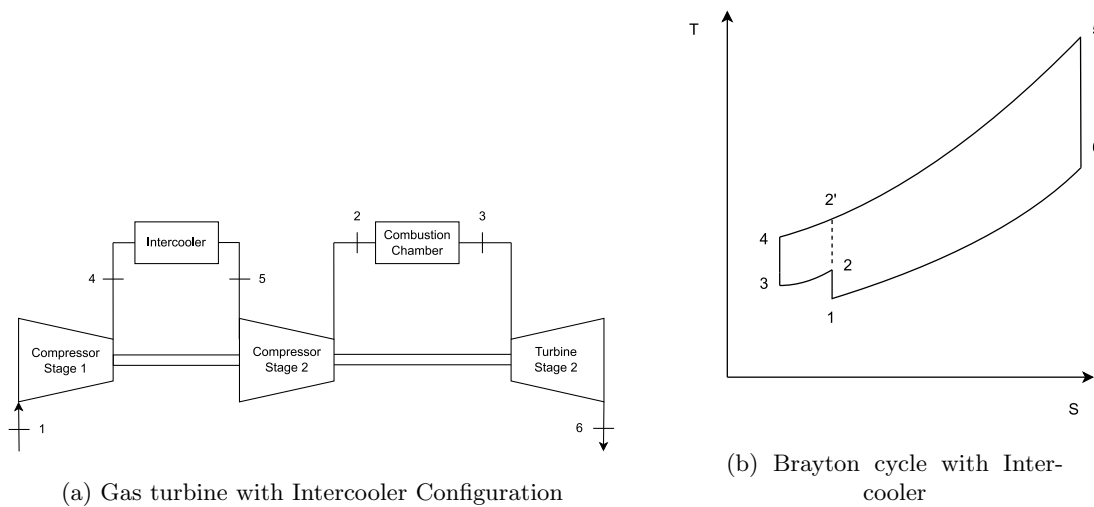 2
3
Intercooler
Combustion
Chamber
4
5
Compressor
Stage 1
Compressor
Stage 2
Turbine
Stage 2
1
6
(a) Gas turbine with Intercooler Configuration
T
2'
4
2
3
1
S
(b) Brayton cycle with Inter-
cooler